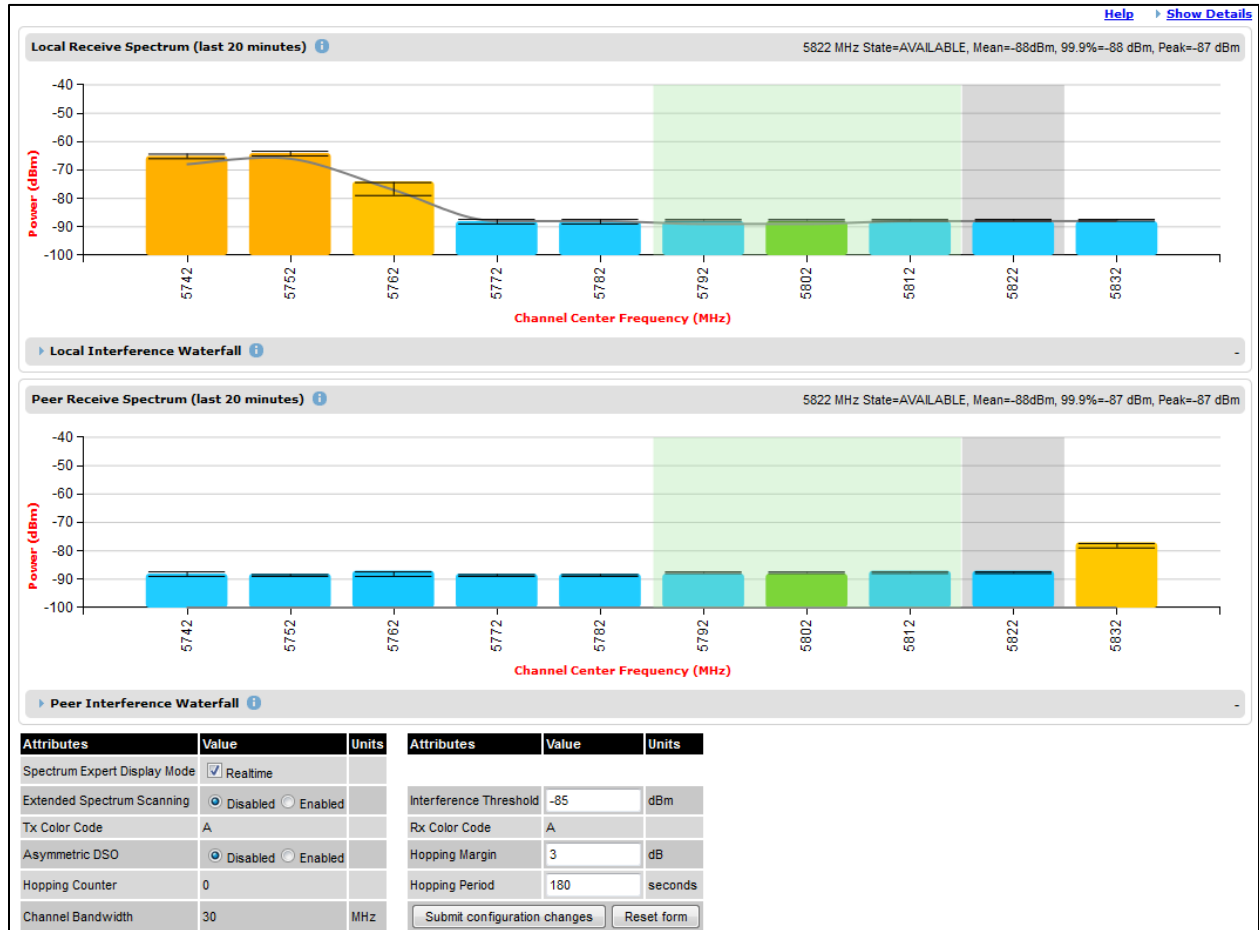 Help Show Details
Local Receive Spectrum (last 20 minutes) i 5822 MHz State=AVAILABLE, Mean=-88dBm, 99.9%=-88 dBm, Peak=-87 dBm
Power (dBm)
-40
-50
-60
-70
-80
-90
-100
5742 5752 5762 5772 5782 5792 5802 5812 5822 5832
Channel Center Frequency (MHz)
Local Interference Waterfall i -
Peer Receive Spectrum (last 20 minutes) i 5822 MHz State=AVAILABLE, Mean=-88dBm, 99.9%=-87 dBm, Peak=-87 dBm
Power (dBm)
-40
-50
-60
-70
-80
-90
-100
5742 5752 5762 5772 5782 5792 5802 5812 5822 5832
Channel Center Frequency (MHz)
Peer Interference Waterfall i -
Attributes Value Units Attributes Value Units
Spectrum Expert Display Mode Realtime
Extended Spectrum Scanning Disabled Enabled Interference Threshold -85 dBm
Tx Color Code A Rx Color Code A
Asymmetric DSO Disabled Enabled Hopping Margin 3 dB
Hopping Counter 0 Hopping Period 180 seconds
Channel Bandwidth 30 MHz Submit configuration changes Reset form